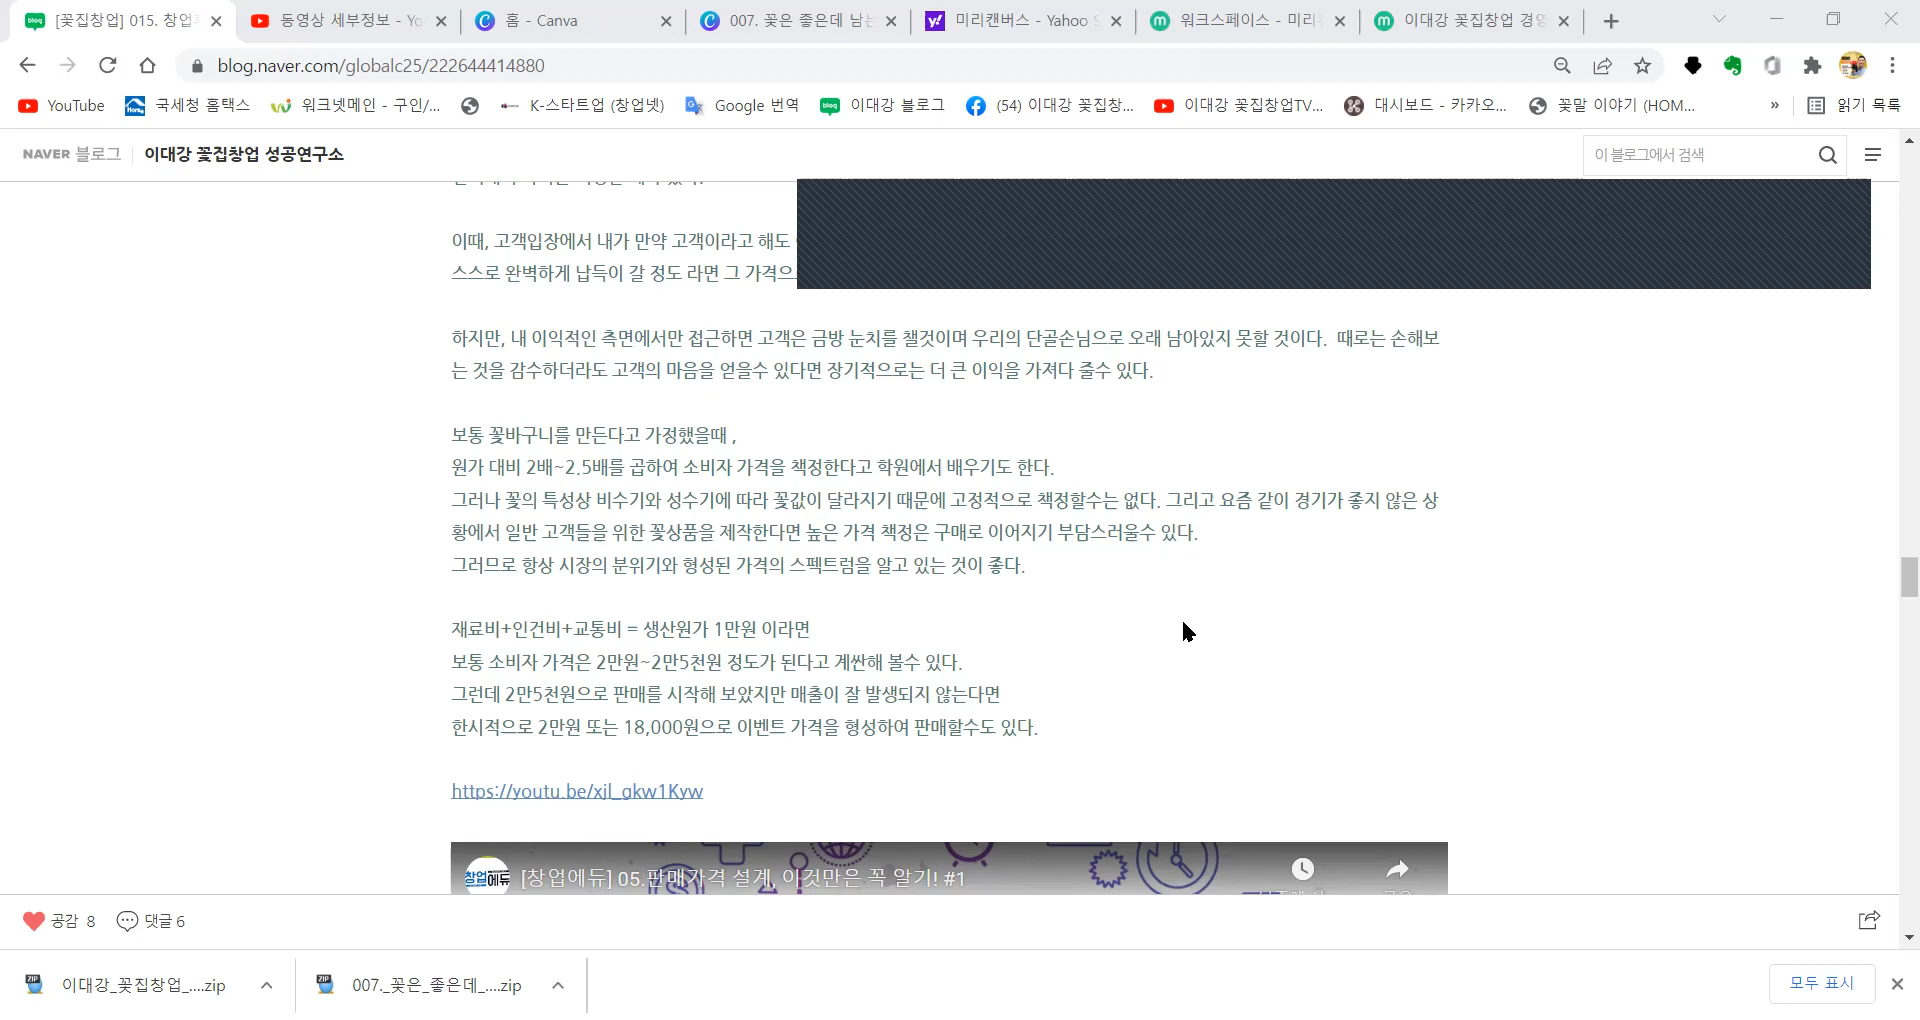 [꽃집창업] 015. 창업
동영상 세부정보 - Yo
홈 - Canva
007. 꽃은 좋은데 남는
미리캔버스 - Yahoo S
워크스페이스 - 미리
이대강 꽃집창업 경영
blog.naver.com/globalc25/222644414880
YouTube
국세청 홈택스
워크넷메인 - 구인/...
K-스타트업 (창업넷)
Google 번역
이대강 블로그
(54) 이대강 꽃집창...
이대강 꽃집창업TV...
대시보드 - 카카오...
꽃말 이야기 (HOM...
»
읽기 목록
NAVER 블로그
이대강 꽃집창업 성공연구소
이 블로그에서 검색
이때, 고객입장에서 내가 만약 고객이라고 해도
스스로 완벽하게 납득이 갈 정도 라면 그 가격으
하지만, 내 이익적인 측면에서만 접근하면 고객은 금방 눈치를 챌것이며 우리의 단골손님으로 오래 남아있지 못할 것이다. 때로는 손해보
는 것을 감수하더라도 고객의 마음을 얻을수 있다면 장기적으로는 더 큰 이익을 가져다 줄수 있다.
보통 꽃바구니를 만든다고 가정했을때 ,
원가 대비 2배~2.5배를 곱하여 소비자 가격을 책정한다고 학원에서 배우기도 한다.
그러나 꽃의 특성상 비수기와 성수기에 따라 꽃값이 달라지기 때문에 고정적으로 책정할수는 없다. 그리고 요즘 같이 경기가 좋지 않은 상
황에서 일반 고객들을 위한 꽃상품을 제작한다면 높은 가격 책정은 구매로 이어지기 부담스러울수 있다.
그러므로 항상 시장의 분위기와 형성된 가격의 스펙트럼을 알고 있는 것이 좋다.
재료비+인건비+교통비 = 생산원가 1만원 이라면
보통 소비자 가격은 2만원~2만5천원 정도가 된다고 계싼해 볼수 있다.
그런데 2만5천원으로 판매를 시작해 보았지만 매출이 잘 발생되지 않는다면
한시적으로 2만원 또는 18,000원으로 이벤트 가격을 형성하여 판매할수도 있다.
https://youtu.be/xjl_gkw1Kyw
창업에듀 [창업에듀] 05.판매가격 설계, 이것만은 꼭 알기! #1
공감 8 댓글 6
이대강_꽃집창업_....zip
007._꽃은_좋은데_....zip
모두 표시